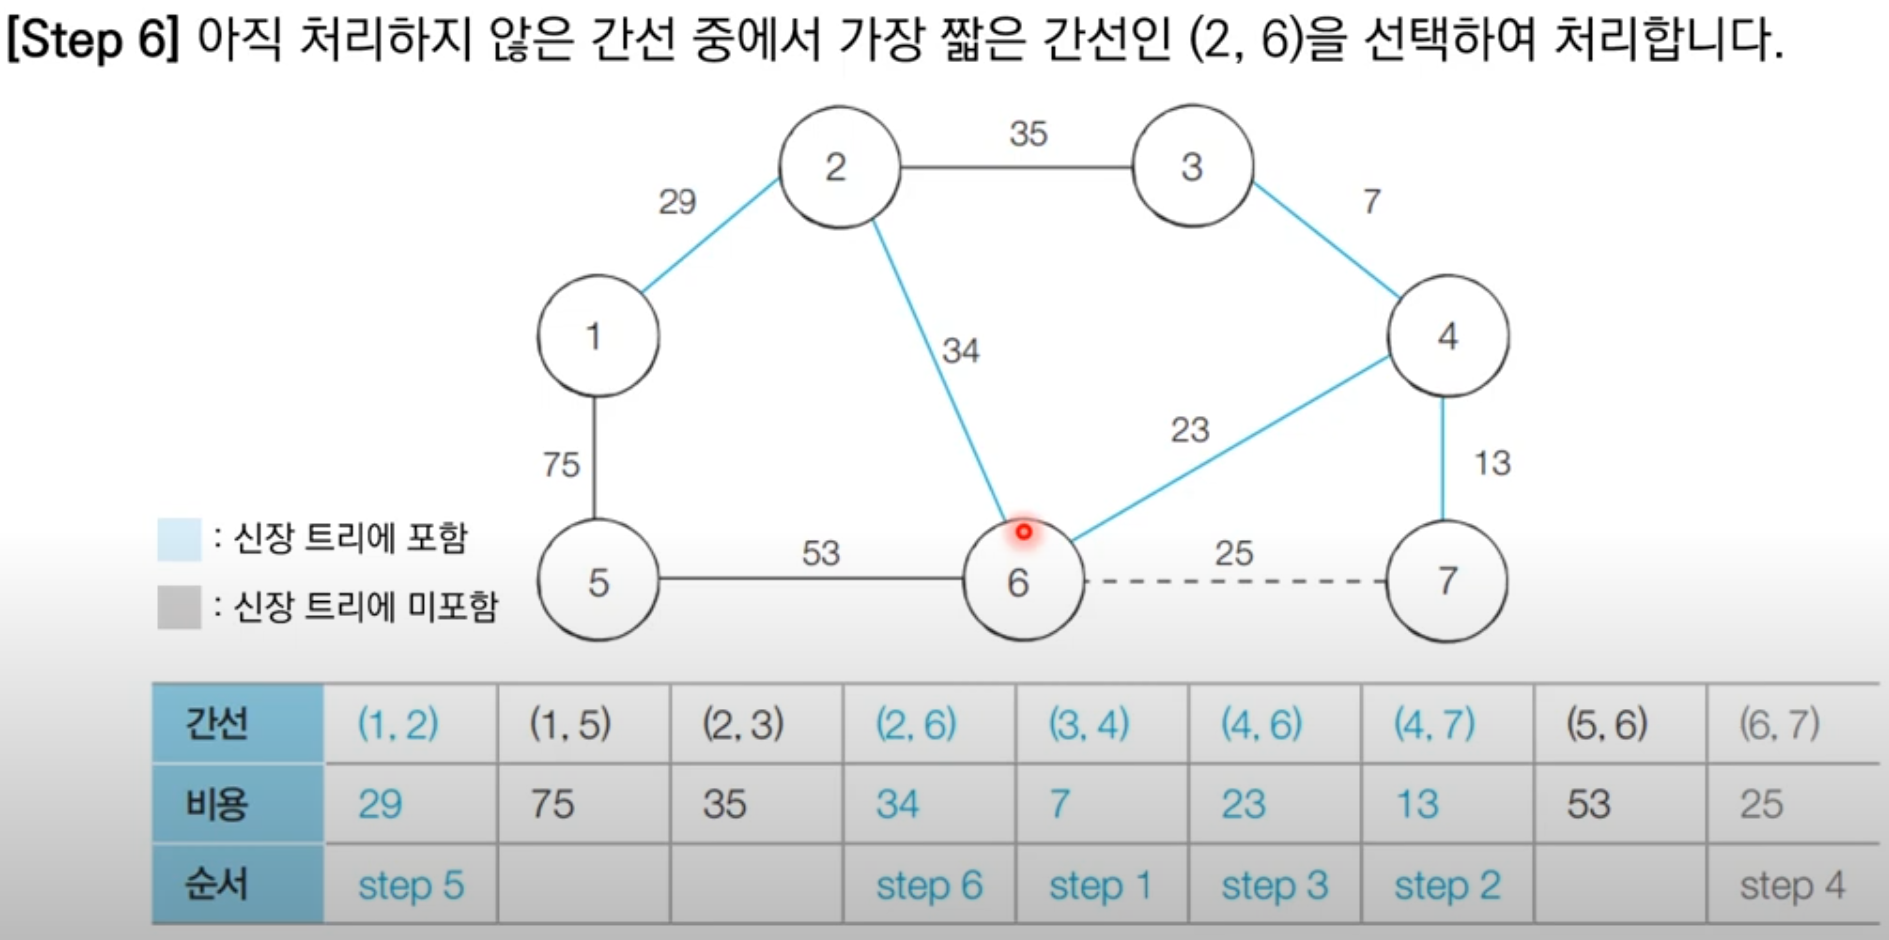 [Step 6] 아직 처리하지 않은 간선 중에서 가장 짧은 간선인 (2, 6)을 선택하여 처리합니다.
2 35 3
29 7
1 34 4
23
75 13
: 신장 트리에 포함
5 53 6 25 7
: 신장 트리에 미포함
간선 (1, 2) (1, 5) (2, 3) (2, 6) (3, 4) (4, 6) (4, 7) (5, 6) (6, 7)
비용 29 75 35 34 7 23 13 53 25
순서 step 5 step 6 step 1 step 3 step 2 step 4